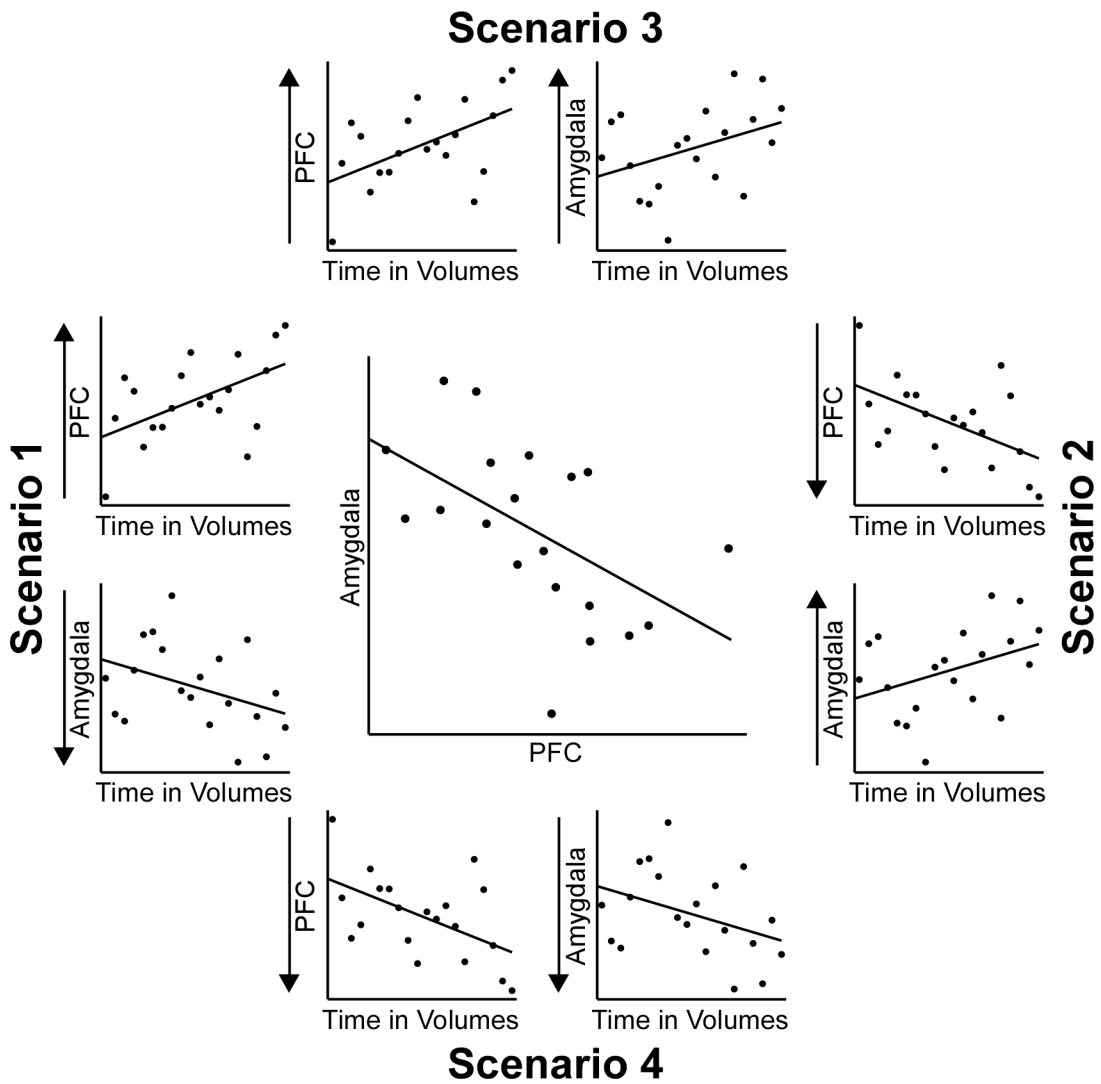 Scenario 3
PFC
Time in Volumes
Amygdala
Time in Volumes
Scenario 1
PFC
Time in Volumes
Amygdala
Time in Volumes
Amygdala
PFC
Scenario 2
PFC
Time in Volumes
Amygdala
Time in Volumes
PFC
Time in Volumes
Amygdala
Time in Volumes
Scenario 4